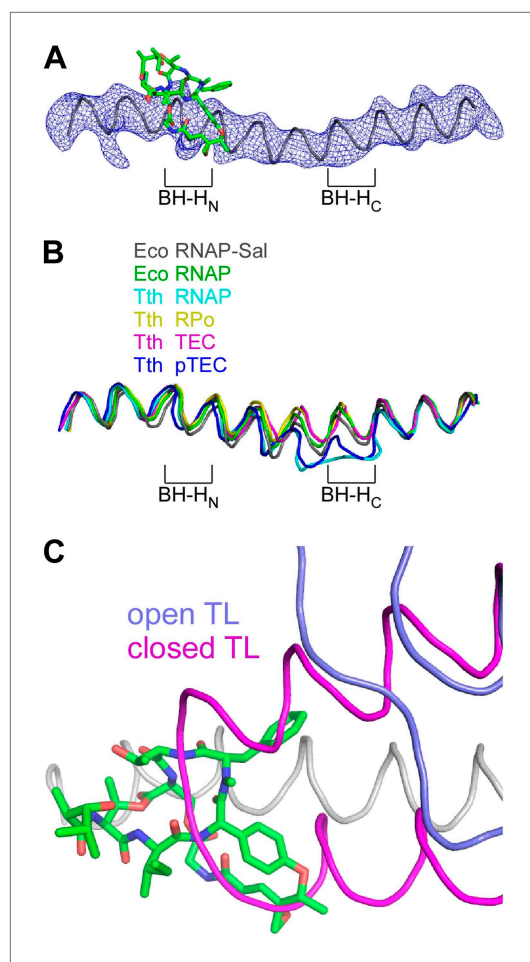 A
BH-HN
BH-HC
B
Eco RNAP-Sal
Eco RNAP
Tth RNAP
Tth RPo
Tth TEC
Tth pTEC
BH-HN
BH-HC
C
open TL
closed TL